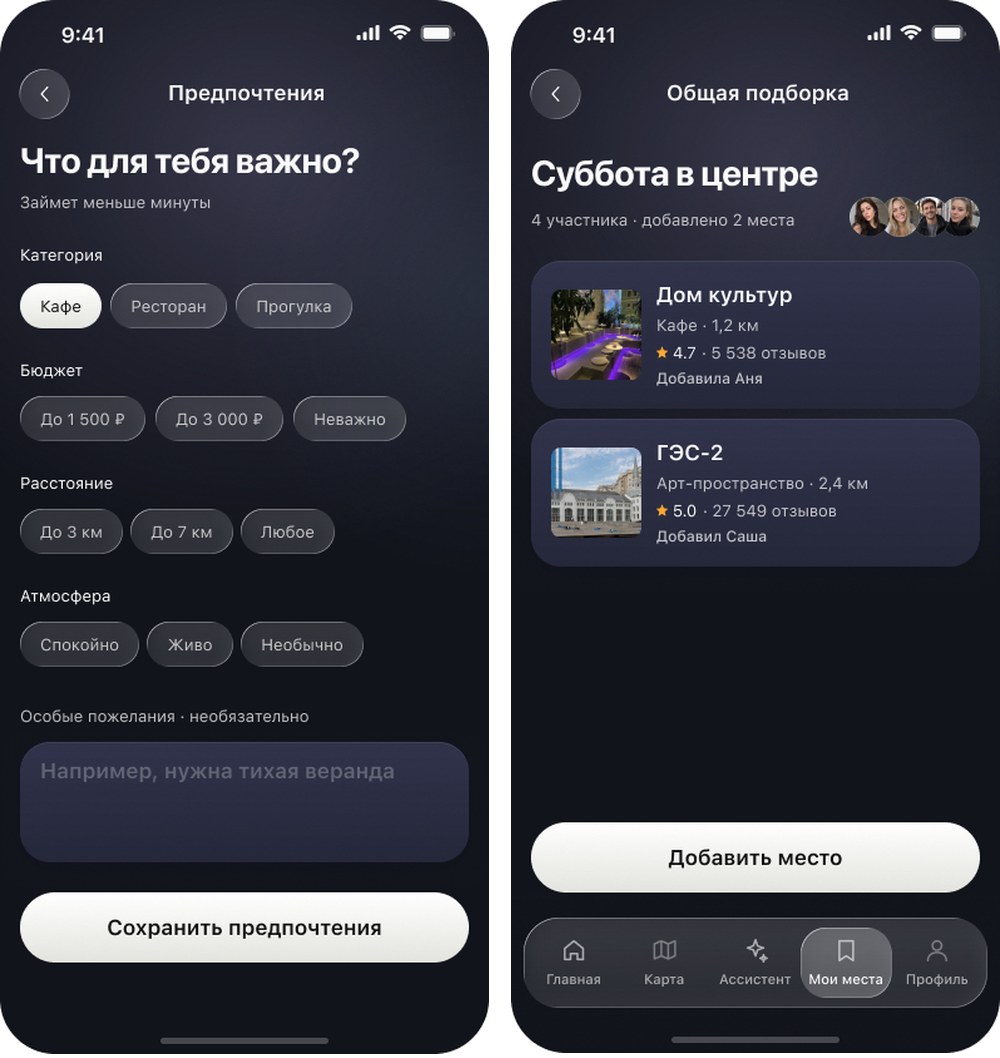 9:41
Предпочтения
Что для тебя важно?
Займет меньше минуты
Категория
Кафе Ресторан Прогулка
Бюджет
До 1 500 ₽ До 3 000 ₽ Неважно
Расстояние
До 3 км До 7 км Любое
Атмосфера
Спокойно Живо Необычно
Особые пожелания · необязательно
Например, нужна тихая веранда
Сохранить предпочтения
9:41
Общая подборка
Суббота в центре
4 участника · добавлено 2 места
Дом культур
Кафе · 1,2 км
4.7 · 5 538 отзывов
Добавила Аня
ГЭС-2
Арт-пространство · 2,4 км
5.0 · 27 549 отзывов
Добавил Саша
Добавить место
Главная Карта Ассистент Мои места Профиль